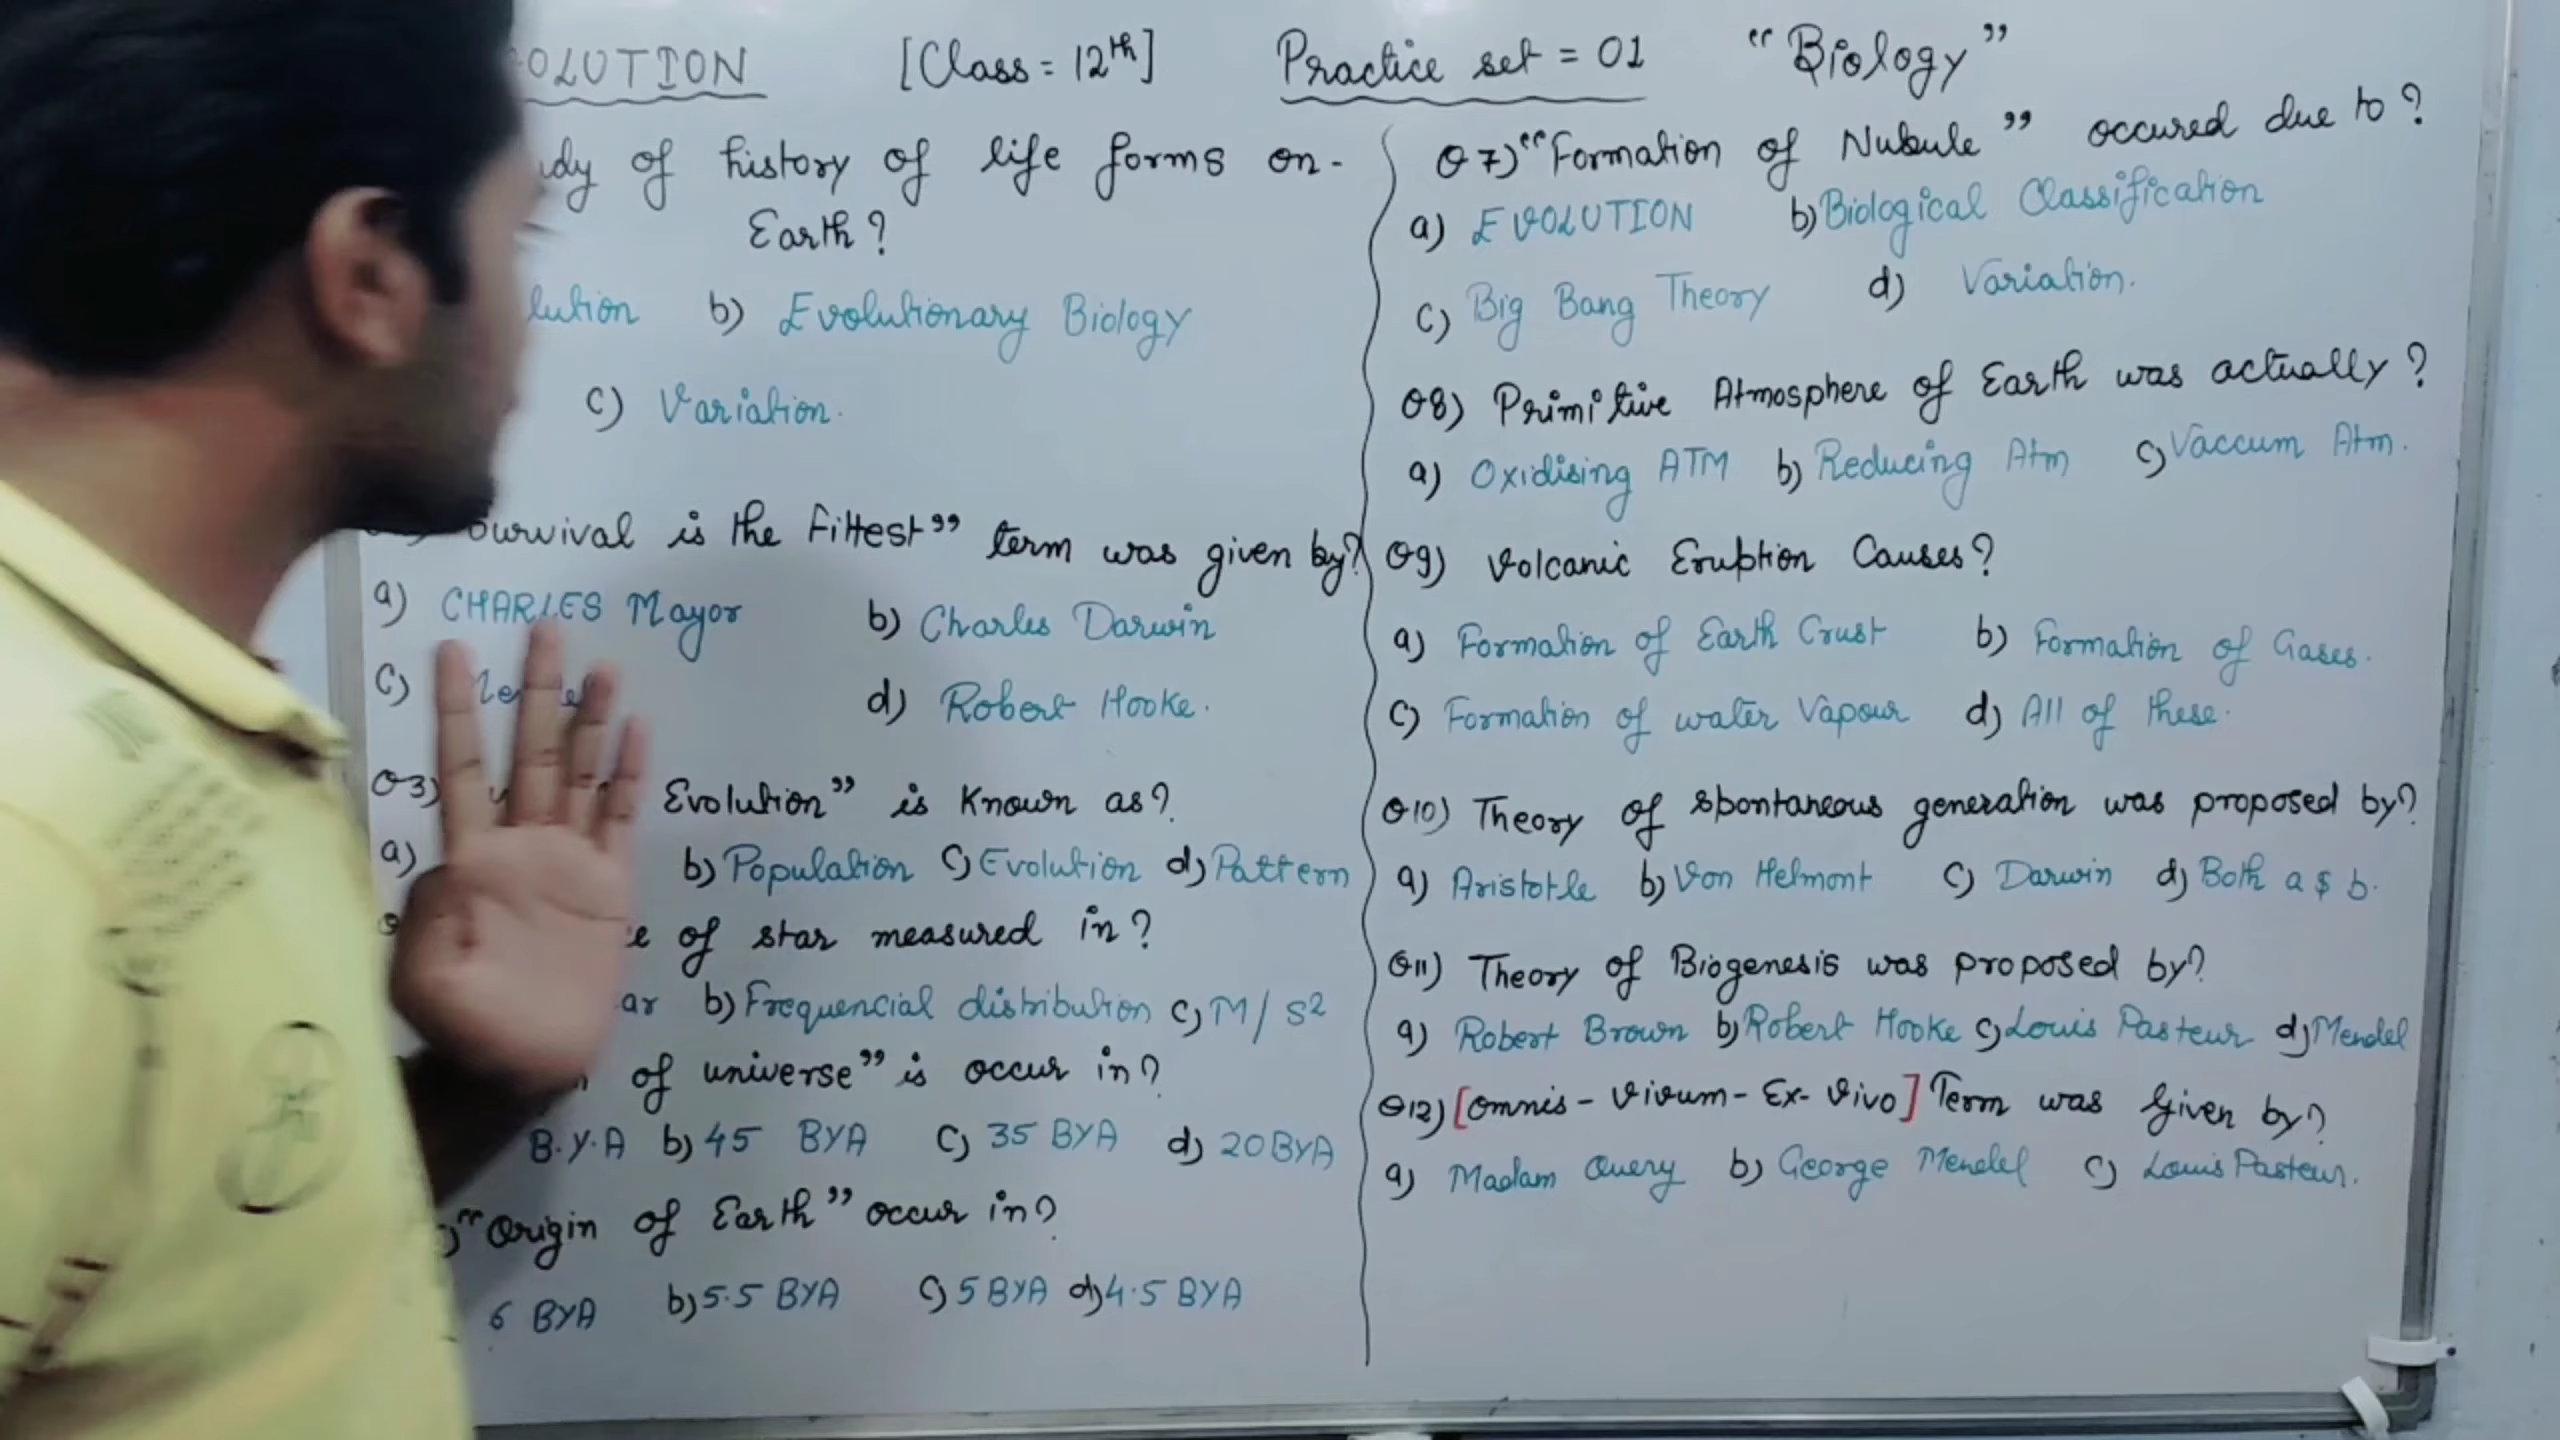 OLUTION [Class = 12th] Practice set = 01 "Biology"
udy of history of life forms on-
Earth?
lution b) Evolutionary Biology
c) Variation.
Survival is the Fittest" term was given by?
a) CHARLES Mayor b) Charles Darwin
c) d) Robert Hooke.
Q3) Evolution" is Known as?
a) b) Population c) Evolution d) Pattern
of star measured in?
ar b) Frequencial distribution c) M/S2
of universe" is occur in?
B.Y.A b) 45 BYA c) 35 BYA d) 20 BYA
"Origin of Earth" occur in?
6 BYA b) 5.5 BYA c) 5 BYA d) 4.5 BYA
Q7) "Formation of Nubule" occured due to?
a) EVOLUTION b) Biological Classification
c) Big Bang Theory d) Variation.
Q8) Primitive Atmosphere of Earth was actually?
a) Oxidising ATM b) Reducing Atm c) Vaccum Atm.
Q9) Volcanic Eruption Causes?
a) Formation of Earth Crust b) Formation of Gases.
c) Formation of water Vapour d) All of these.
Q10) Theory of spontaneous generation was proposed by?
a) Aristotle b) Von Helmont c) Darwin d) Both a $ b.
Q11) Theory of Biogenesis was proposed by?
a) Robert Brown b) Robert Hooke c) Louis Pasteur d) Mendel
Q12) [Omnis - Vivum - Ex - Vivo] Term was Given by?
a) Madam Query b) George Mendel c) Louis Pasteur.